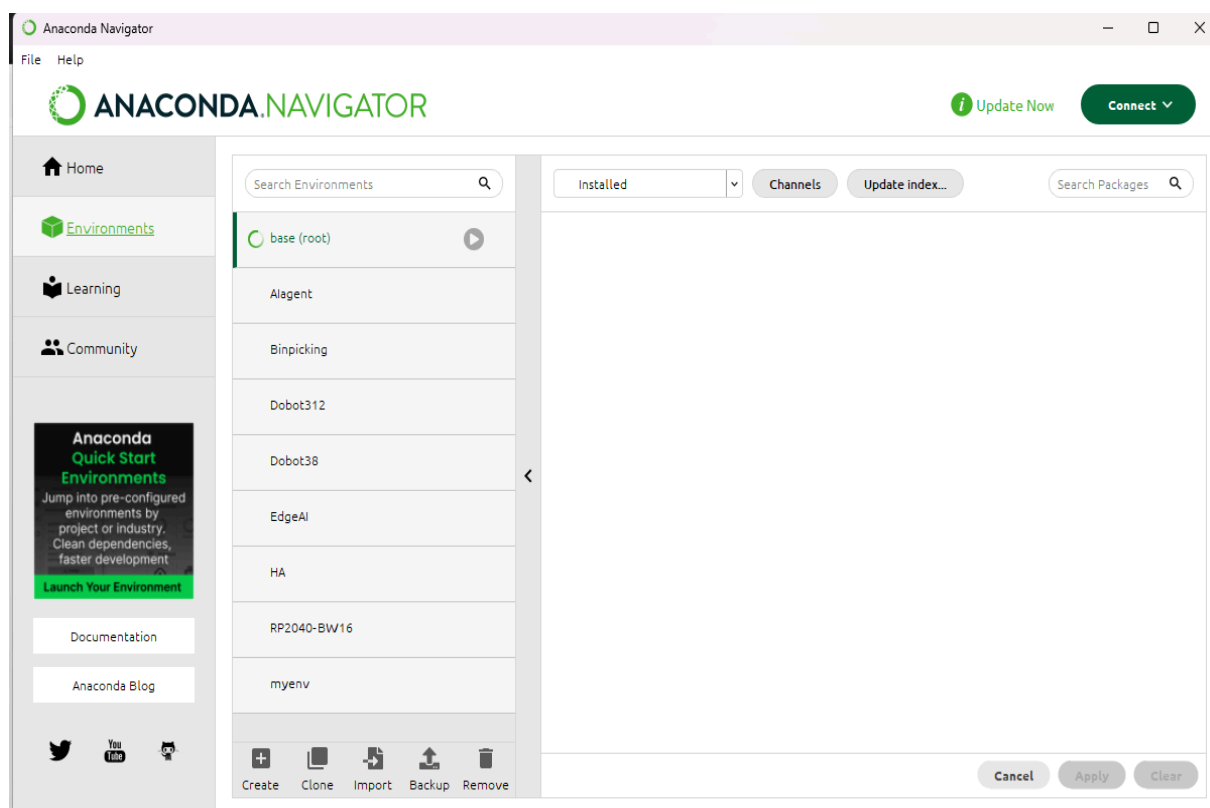 Anaconda Navigator
File Help
ANACONDA.NAVIGATOR
i Update Now
Connect
Home
Environments
Learning
Community
Anaconda
Quick Start
Environments
Jump into pre-configured
environments by
project or industry.
Clean dependencies,
faster development
Launch Your Environment
Documentation
Anaconda Blog
You
Tube
Search Environments
base (root)
AIagent
Binpicking
Dobot312
Dobot38
EdgeAI
HA
RP2040-BW16
myenv
Create Clone Import Backup Remove
Installed
Channels
Update index...
Search Packages
Cancel
Apply
Clear